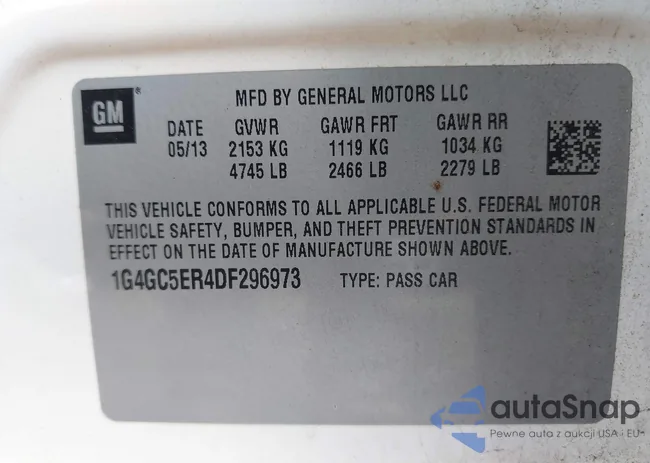 GM ®
MFD BY GENERAL MOTORS LLC
DATE GVWR GAWR FRT GAWR RR
05/13 2153 KG 1119 KG 1034 KG
4745 LB 2466 LB 2279 LB
THIS VEHICLE CONFORMS TO ALL APPLICABLE U.S. FEDERAL MOTOR
VEHICLE SAFETY, BUMPER, AND THEFT PREVENTION STANDARDS IN
EFFECT ON THE DATE OF MANUFACTURE SHOWN ABOVE.
1G4GC5ER4DF296973 TYPE: PASS CAR
autaSnap
Pewne auta z aukcji USA - EU